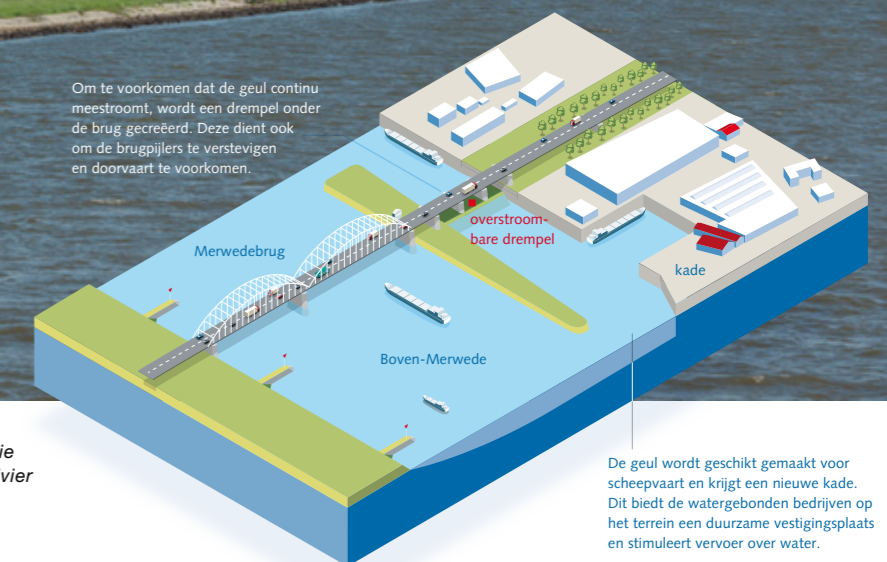 Om te voorkomen dat de geul continu
meestroomt, wordt een drempel onder
de brug gecreëerd. Deze dient ook
om de brugpijlers te verstevigen
en doorvaart te voorkomen.
Merwedebrug
overstroom-
bare drempel
kade
Boven-Merwede
ie
vier
De geul wordt geschikt gemaakt voor
scheepvaart en krijgt een nieuwe kade.
Dit biedt de watergebonden bedrijven op
het terrein een duurzame vestigingsplaats
en stimuleert vervoer over water.